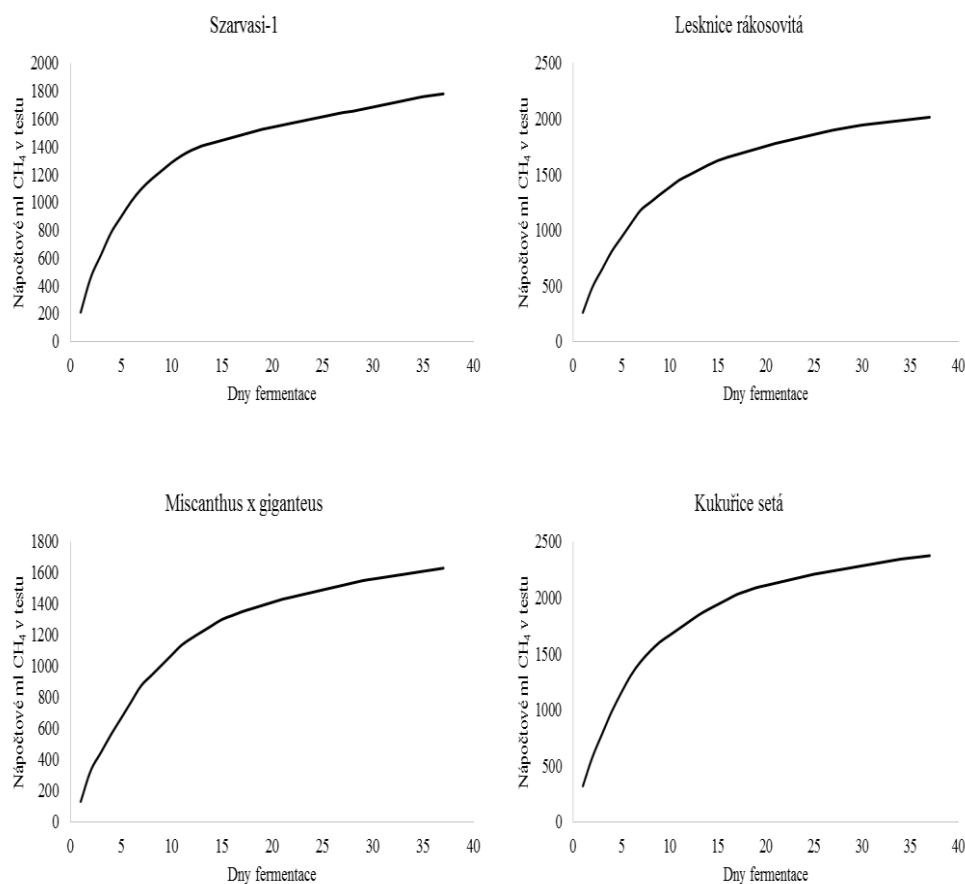 Szarvasi-1
Nápočtové ml CH₄ v testu
2000
1800
1600
1400
1200
1000
800
600
400
200
0
0 5 10 15 20 25 30 35 40
Dny fermentace
Lesknice rákosovitá
Nápočtové ml CH₄ v testu
2500
2000
1500
1000
500
0
0 5 10 15 20 25 30 35 40
Dny fermentace
Miscanthus x giganteus
Nápočtové ml CH₄ v testu
1800
1600
1400
1200
1000
800
600
400
200
0
0 5 10 15 20 25 30 35 40
Dny fermentace
Kukuřice setá
Nápočtové ml CH₄ v testu
2500
2000
1500
1000
500
0
0 5 10 15 20 25 30 35 40
Dny fermentace